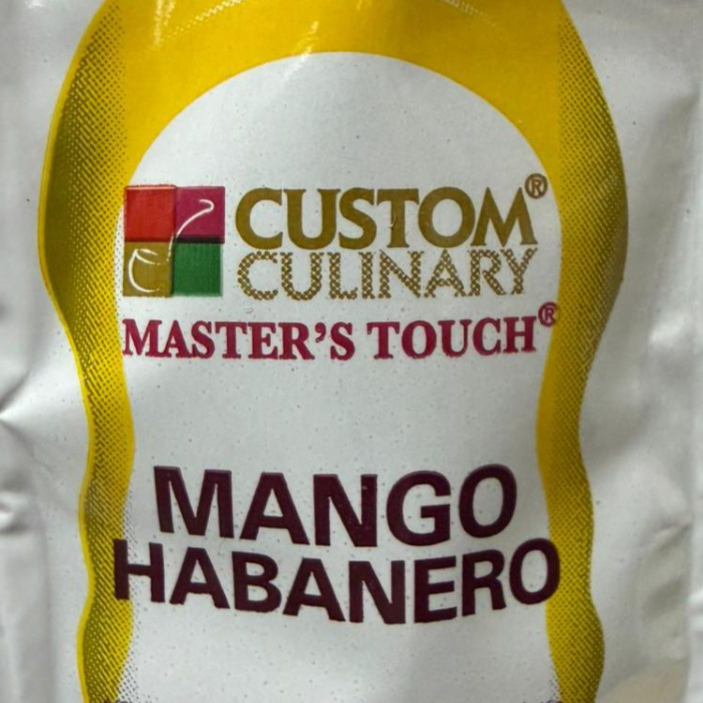 CUSTOM®
CULINARY
MASTER'S TOUCH®
MANGO
HABANERO